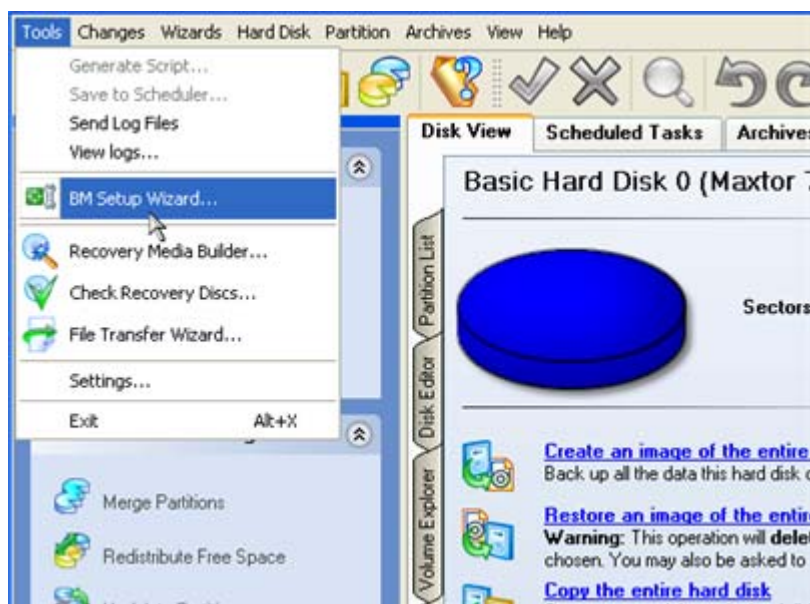 Tools Changes Wizards Hard Disk Partition Archives View Help
Generate Script...
Save to Scheduler...
Send Log Files
View logs...
BM Setup Wizard...
Recovery Media Builder...
Check Recovery Discs...
File Transfer Wizard...
Settings...
Exit Alt+X
Merge Partitions
Redistribute Free Space
Disk View Scheduled Tasks Archives
Basic Hard Disk 0 (Maxtor 7
Partition List
Disk Editor
Volume Explorer
Sectors
Create an image of the entire
Back up all the data this hard disk
Restore an image of the entire
Warning: This operation will dele
chosen. You may also be asked to
Copy the entire hard disk